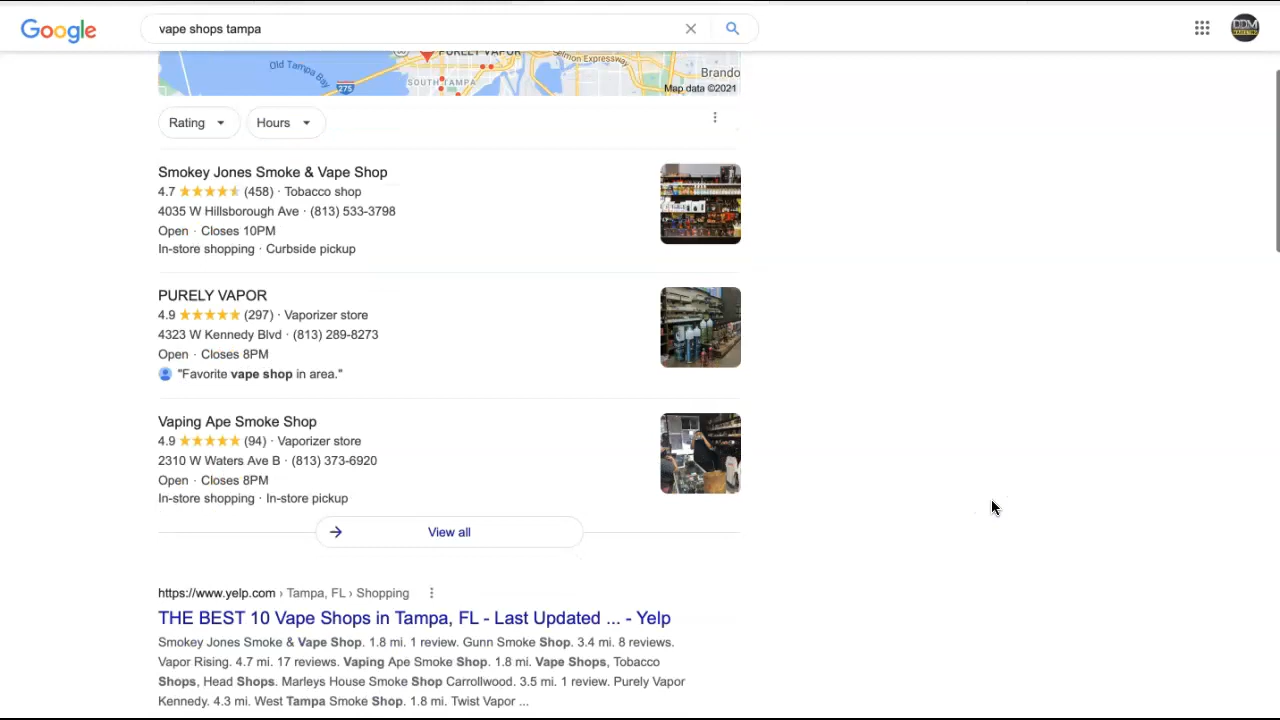 Google
vape shops tampa
DDM
PURELY VAPOR
Selmon Expressway
Old Tampa Bay
SOUTH TAMPA
275
Brando
Map data ©2021
Rating
Hours
Smokey Jones Smoke & Vape Shop
4.7 (458) · Tobacco shop
4035 W Hillsborough Ave · (813) 533-3798
Open · Closes 10PM
In-store shopping · Curbside pickup
PURELY VAPOR
4.9 (297) · Vaporizer store
4323 W Kennedy Blvd · (813) 289-8273
Open · Closes 8PM
"Favorite vape shop in area."
Vaping Ape Smoke Shop
4.9 (94) · Vaporizer store
2310 W Waters Ave B · (813) 373-6920
Open · Closes 8PM
In-store shopping · In-store pickup
View all
https://www.yelp.com › Tampa, FL › Shopping
THE BEST 10 Vape Shops in Tampa, FL - Last Updated ... - Yelp
Smokey Jones Smoke & Vape Shop. 1.8 mi. 1 review. Gunn Smoke Shop. 3.4 mi. 8 reviews.
Vapor Rising. 4.7 mi. 17 reviews. Vaping Ape Smoke Shop. 1.8 mi. Vape Shops, Tobacco
Shops, Head Shops. Marleys House Smoke Shop Carrollwood. 3.5 mi. 1 review. Purely Vapor
Kennedy. 4.3 mi. West Tampa Smoke Shop. 1.8 mi. Twist Vapor ...